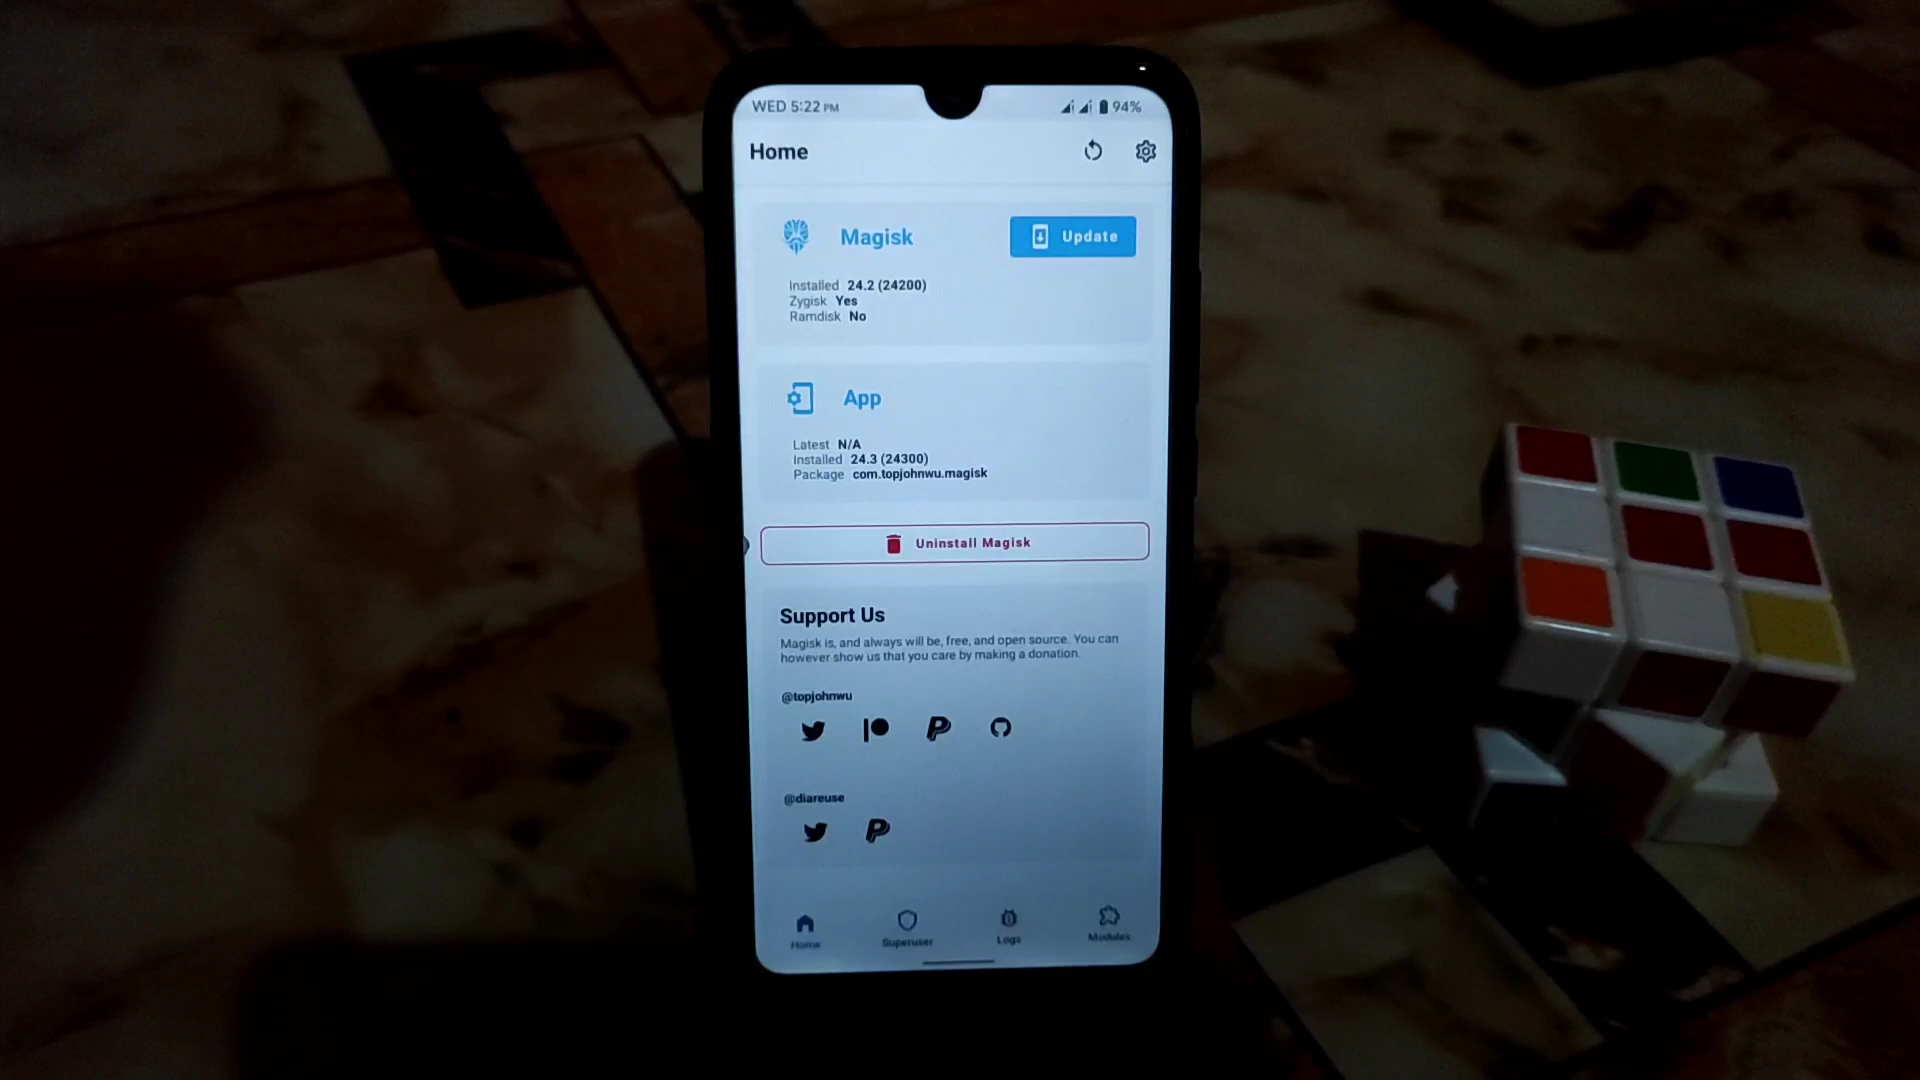 WED 5:22 PM
94%
Home
Magisk
Update
Installed 24.2 (24200)
Zygisk Yes
Ramdisk No
App
Latest N/A
Installed 24.3 (24300)
Package com.topjohnwu.magisk
Uninstall Magisk
Support Us
Magisk is, and always will be, free, and open source. You can
however show us that you care by making a donation.
@topjohnwu
@diareuse
Home
Superuser
Logs
Modules